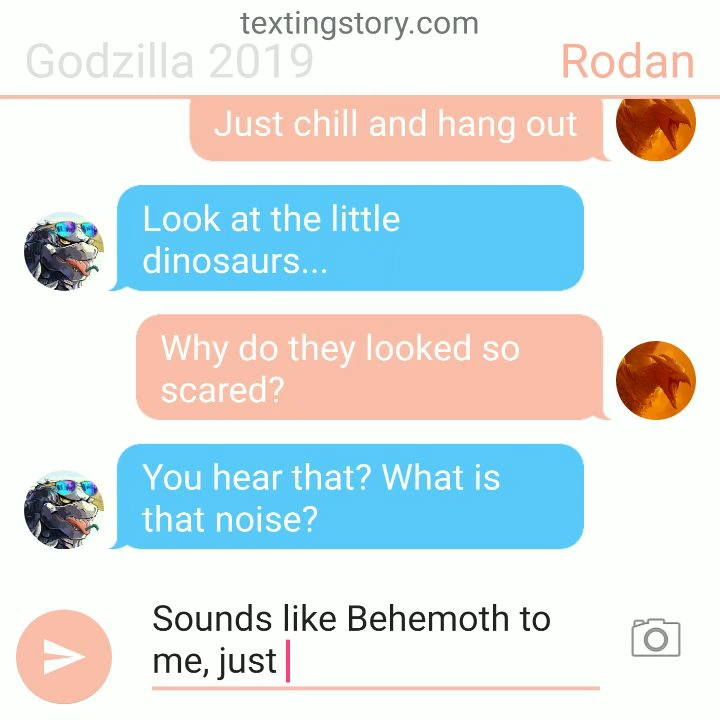 textingstory.com
Godzilla 2019
Rodan
Just chill and hang out
Look at the little
dinosaurs...
Why do they looked so
scared?
You hear that? What is
that noise?
Sounds like Behemoth to
me, just